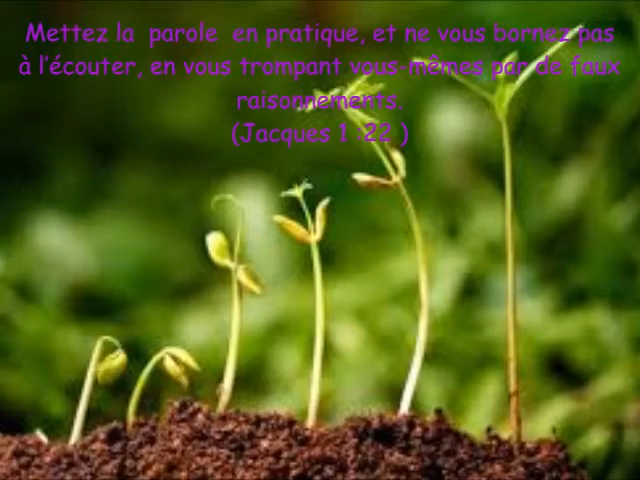 Mettez la parole en pratique, et ne vous bornez pas
à l'écouter, en vous trompant vous-mêmes par de faux
raisonnements.
(Jacques 1 :22 )